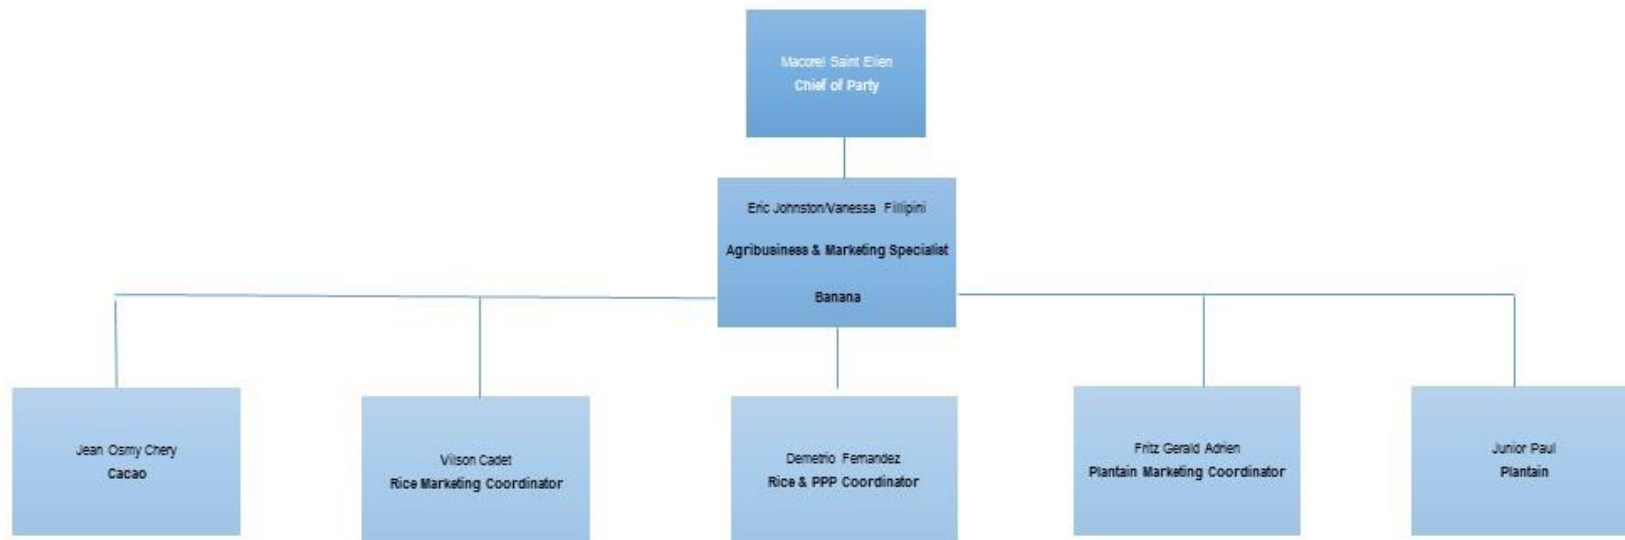 Macorel Saint Elien
Chief of Party
Eric Johnston/Vanessa Fillipini
Agribusiness & Marketing Specialist
Banana
Jean Osmy Chery
Cacao
Vilson Cadet
Rice Marketing Coordinator
Demetrio Fernandez
Rice & PPP Coordinator
Fritz Gerald Adrien
Plantain Marketing Coordinator
Junior Paul
Plantain